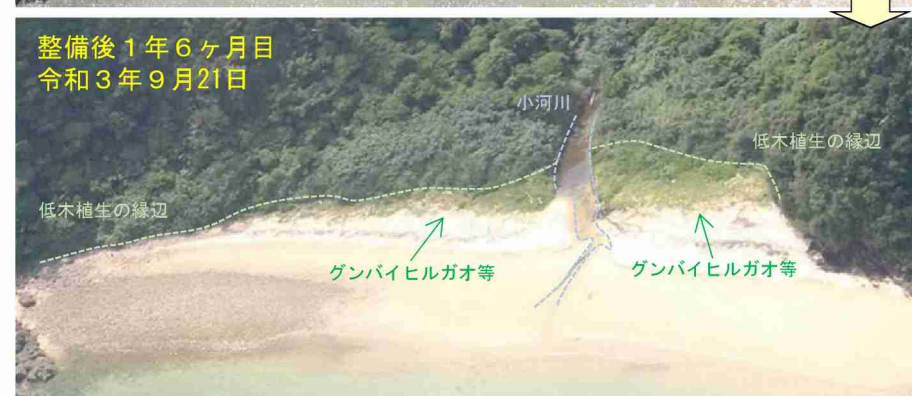 整備後１年６ヶ月目
令和３年９月21日
小河川
低木植生の縁辺
低木植生の縁辺
グンバイヒルガオ等
グンバイヒルガオ等